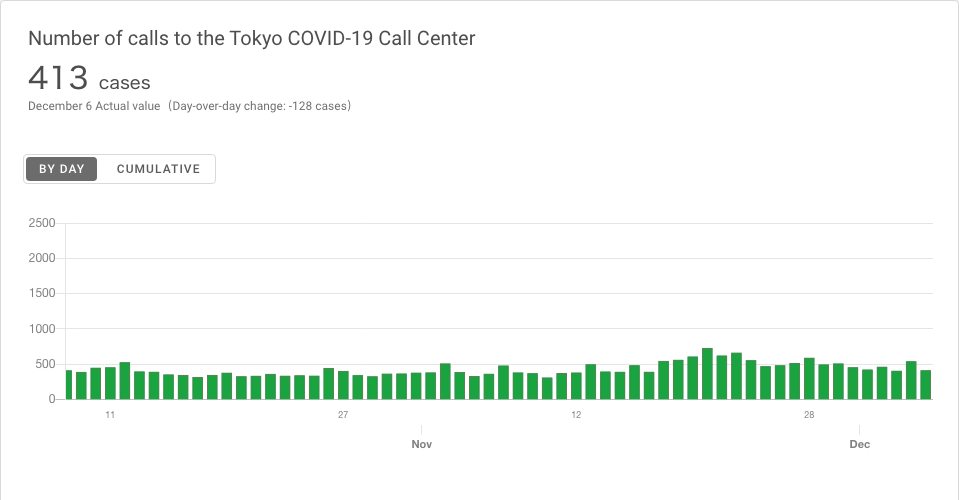 Number of calls to the Tokyo COVID-19 Call Center
413 cases
December 6 Actual value（Day-over-day change: -128 cases）
BY DAY CUMULATIVE
2500
2000
1500
1000
500
0
11 27 12 28
Nov Dec